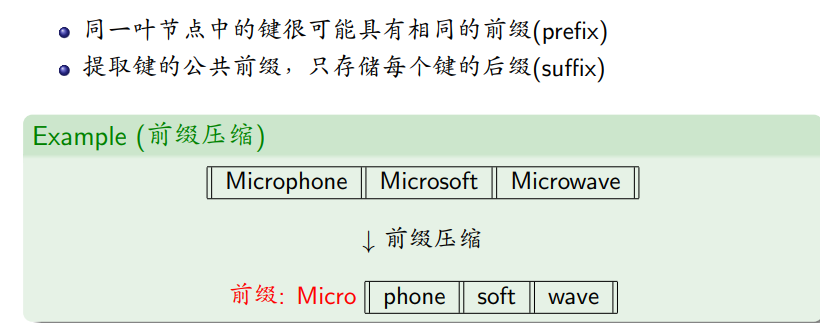 同一叶节点中的键很可能具有相同的前缀(prefix)
提取键的公共前缀，只存储每个键的后缀(suffix)
Example (前缀压缩)
Microphone Microsoft Microwave
↓ 前缀压缩
前缀: Micro phone soft wave